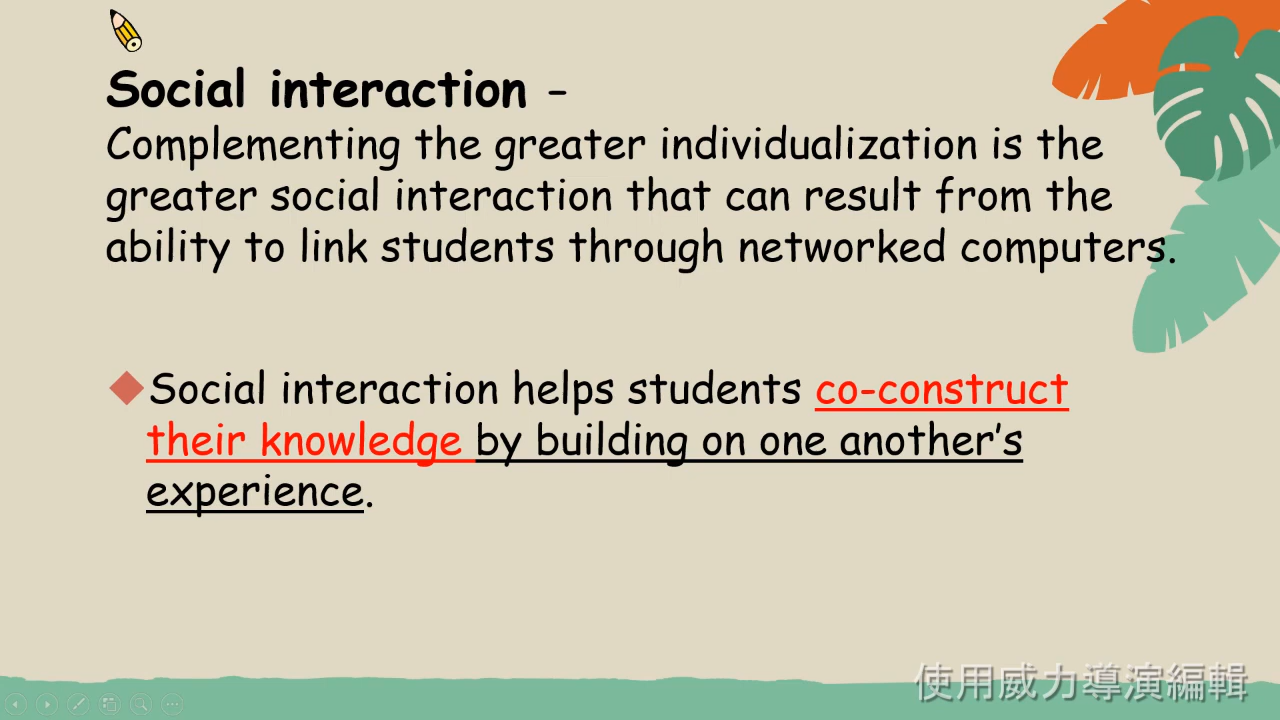 Social interaction –
Complementing the greater individualization is the
greater social interaction that can result from the
ability to link students through networked computers.
Social interaction helps students co-construct
their knowledge by building on one another’s
experience.
使用威力導演編輯